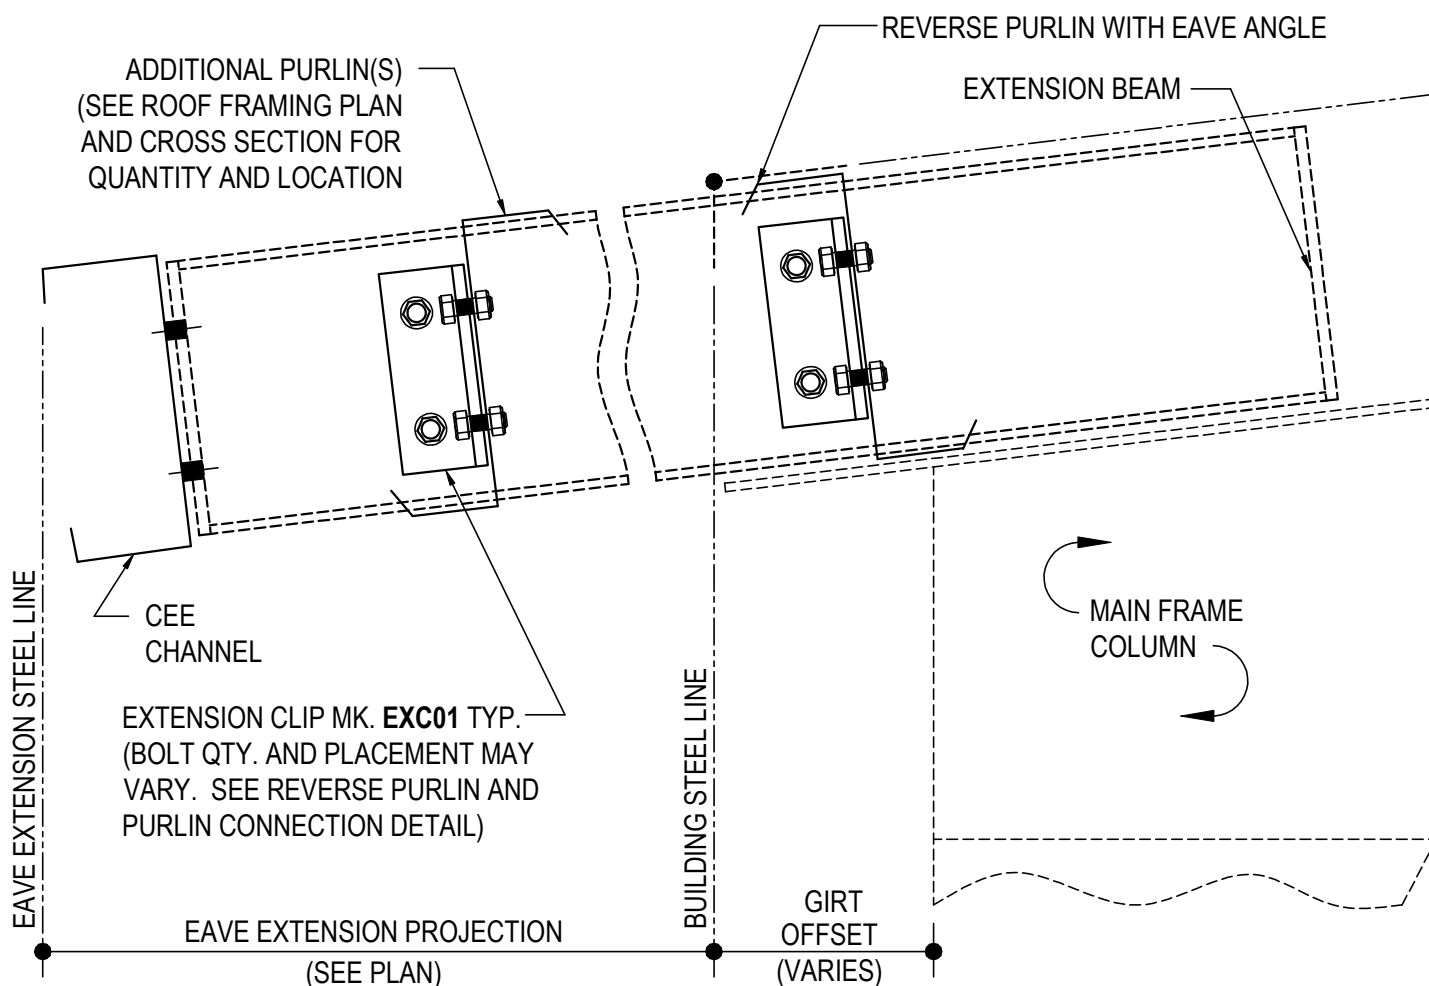 REVERSE PURLIN WITH EAVE ANGLE
ADDITIONAL PURLIN(S)
(SEE ROOF FRAMING PLAN
AND CROSS SECTION FOR
QUANTITY AND LOCATION
EXTENSION BEAM
CEE
CHANNEL
MAIN FRAME
COLUMN
EXTENSION CLIP MK. EXC01 TYP.
(BOLT QTY. AND PLACEMENT MAY
VARY. SEE REVERSE PURLIN AND
PURLIN CONNECTION DETAIL)
EAVE EXTENSION STEEL LINE
BUILDING STEEL LINE
EAVE EXTENSION PROJECTION
(SEE PLAN)
GIRT
OFFSET
(VARIES)